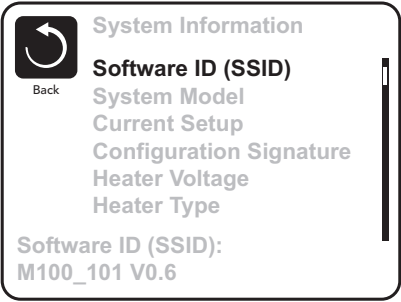 System Information
Back
Software ID (SSID)
System Model
Current Setup
Configuration Signature
Heater Voltage
Heater Type
Software ID (SSID):
M100_101 V0.6